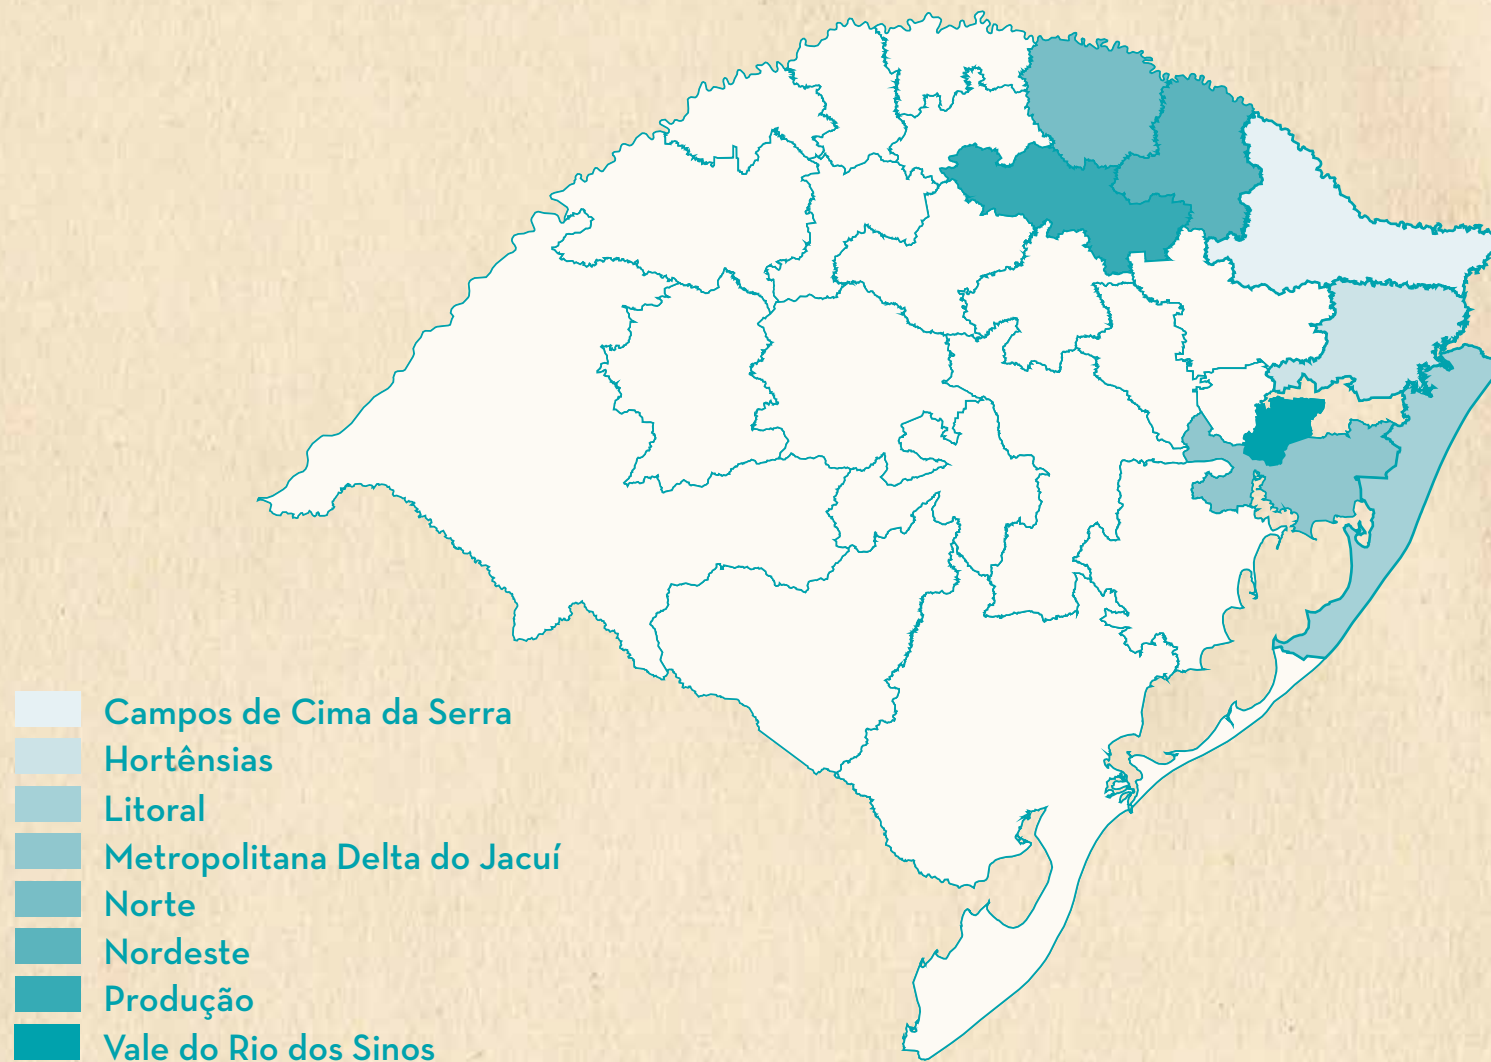 Campos de Cima da Serra
Hortênsias
Litoral
Metropolitana Delta do Jacuí
Norte
Nordeste
Produção
Vale do Rio dos Sinos